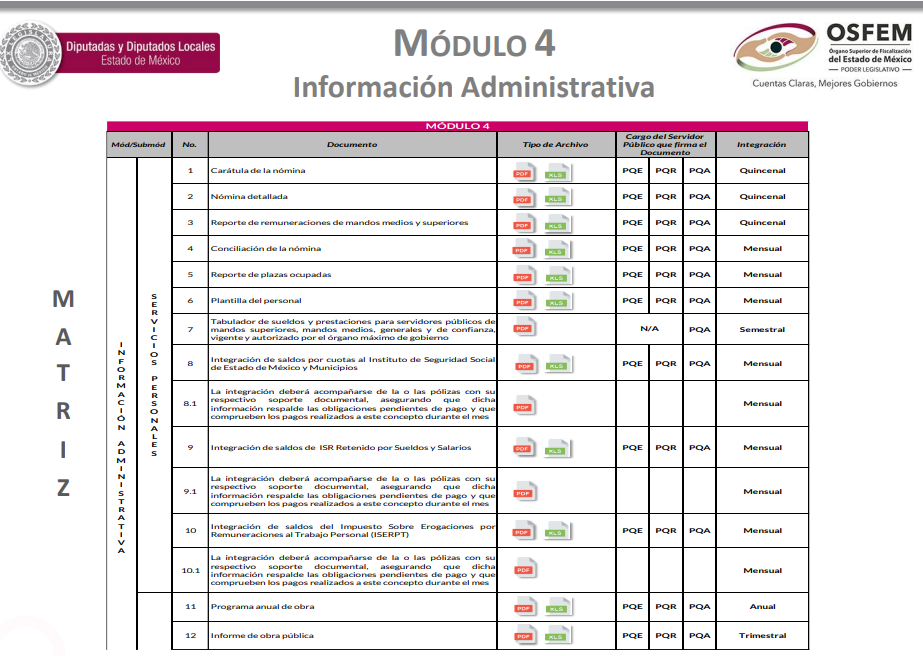 LEGISLA
Diputadas y Diputados Locales
Estado de México
MÓDULO 4
Información Administrativa
OSFEM
Órgano Superior de Fiscalización
del Estado de México
PODER LEGISLATIVO
Cuentas Claras, Mejores Gobiernos
MATRIZ
MÓDULO 4
Mód/Submód No. Documento Tipo de Archivo Cargo del Servidor
Público que firma el
Documento Integración
INFORMACIÓN ADMINISTRATIVA
SERVICIOS PERSONALES
1 Carátula de la nómina PDF XLS PQE PQR PQA Quincenal
2 Nómina detallada PDF XLS PQE PQR PQA Quincenal
3 Reporte de remuneraciones de mandos medios y superiores PDF XLS PQE PQR PQA Quincenal
4 Conciliación de la nómina PDF XLS PQE PQR PQA Mensual
5 Reporte de plazas ocupadas PDF XLS PQE PQR PQA Mensual
6 Plantilla del personal PDF XLS PQE PQR PQA Mensual
7 Tabulador de sueldos y prestaciones para servidores públicos de
mandos superiores, mandos medios, generales y de confianza,
vigente y autorizado por el órgano máximo de gobierno PDF N/A PQA Semestral
8 Integración de saldos por cuotas al Instituto de Seguridad Social
de Estado de México y Municipios PDF XLS PQE PQR PQA Mensual
8.1 La integración deberá acompañarse de la o las pólizas con su
respectivo soporte documental, asegurando que dicha
información respalde las obligaciones pendientes de pago y que
comprueben los pagos realizados a este concepto durante el mes PDF Mensual
9 Integración de saldos de ISR Retenido por Sueldos y Salarios PDF XLS PQE PQR PQA Mensual
9.1 La integración deberá acompañarse de la o las pólizas con su
respectivo soporte documental, asegurando que dicha
información respalde las obligaciones pendientes de pago y que
comprueben los pagos realizados a este concepto durante el mes PDF Mensual
10 Integración de saldos del Impuesto Sobre Erogaciones por
Remuneraciones al Trabajo Personal (ISERPT) PDF XLS PQE PQR PQA Mensual
10.1 La integración deberá acompañarse de la o las pólizas con su
respectivo soporte documental, asegurando que dicha
información respalde las obligaciones pendientes de pago y que
comprueben los pagos realizados a este concepto durante el mes PDF Mensual
11 Programa anual de obra PDF XLS PQE PQR PQA Anual
12 Informe de obra pública PDF XLS PQE PQR PQA Trimestral